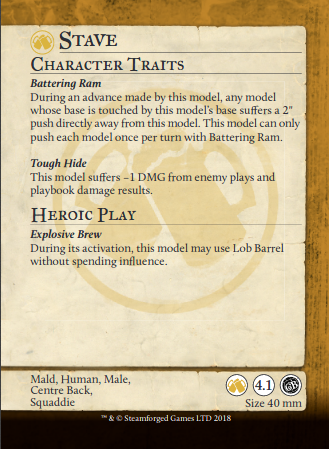 Stave
Character Traits
Battering Ram
During an advance made by this model, any model
whose base is touched by this model's base suffers a 2"
push directly away from this model. This model can only
push each model once per turn with Battering Ram.
Tough Hide
This model suffers −1 DMG from enemy plays and
playbook damage results.
Heroic Play
Explosive Brew
During its activation, this model may use Lob Barrel
without spending influence.
Mald, Human, Male,
Centre Back,
Squaddie
4.1
Size 40 mm
™ & © Steamforged Games LTD 2018